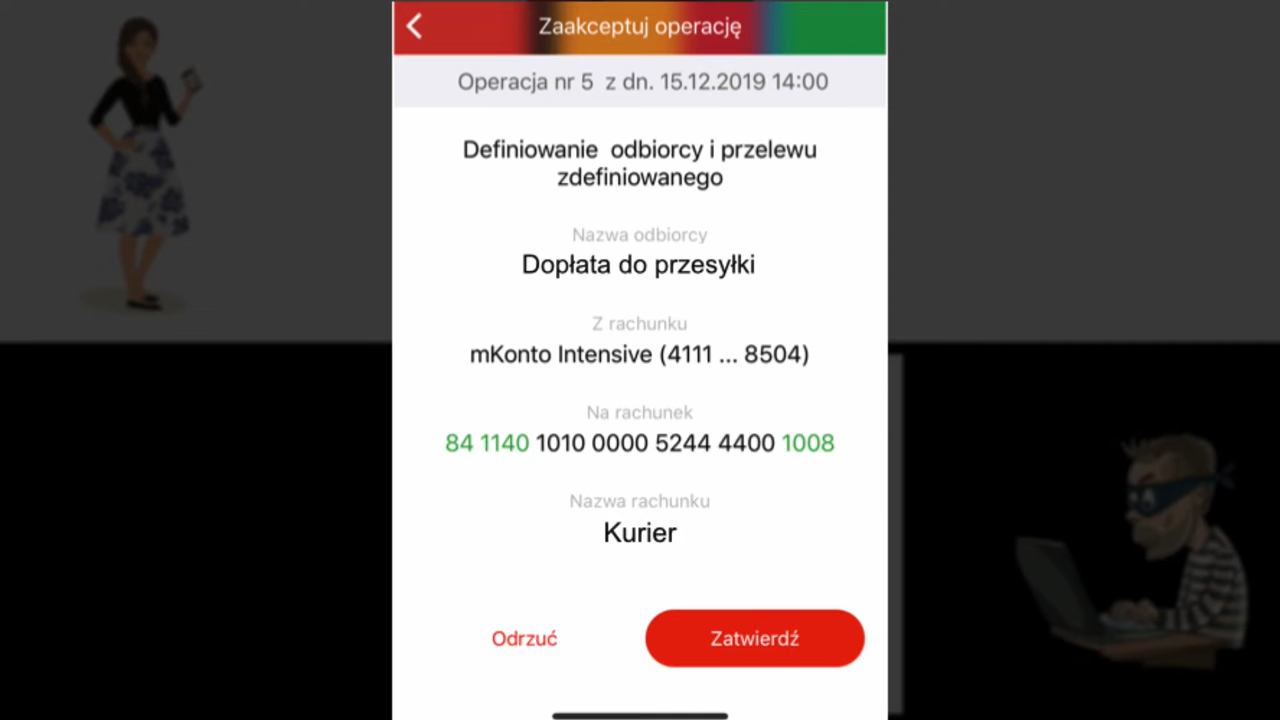 Zaakceptuj operację
Operacja nr 5 z dn. 15.12.2019 14:00
Definiowanie odbiorcy i przelewu
zdefiniowanego
Nazwa odbiorcy
Dopłata do przesyłki
Z rachunku
mKonto Intensive (4111 ... 8504)
Na rachunek
84 1140 1010 0000 5244 4400 1008
Nazwa rachunku
Kurier
Odrzuć
Zatwierdź